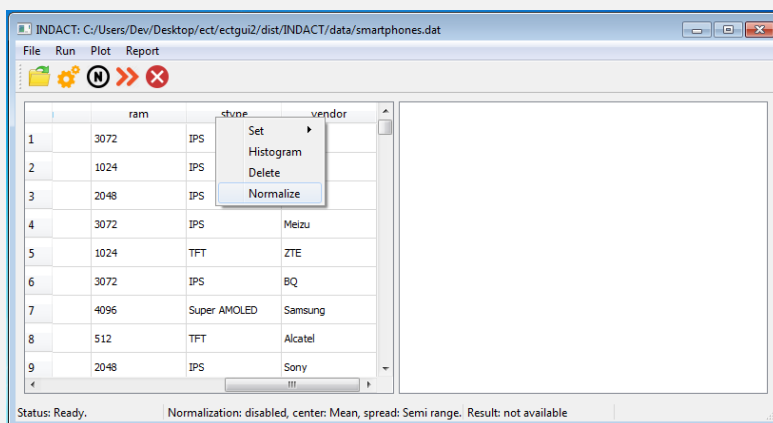 INDACT: C:/Users/Dev/Desktop/ect/ectgui2/dist/INDACT/data/smartphones.dat
File Run Plot Report
N
ram stype vendor
1 3072 IPS
2 1024 IPS
3 2048 IPS
4 3072 IPS Meizu
5 1024 TFT ZTE
6 3072 IPS BQ
7 4096 Super AMOLED Samsung
8 512 TFT Alcatel
9 2048 IPS Sony
Set
Histogram
Delete
Normalize
Status: Ready. Normalization: disabled, center: Mean, spread: Semi range. Result: not available